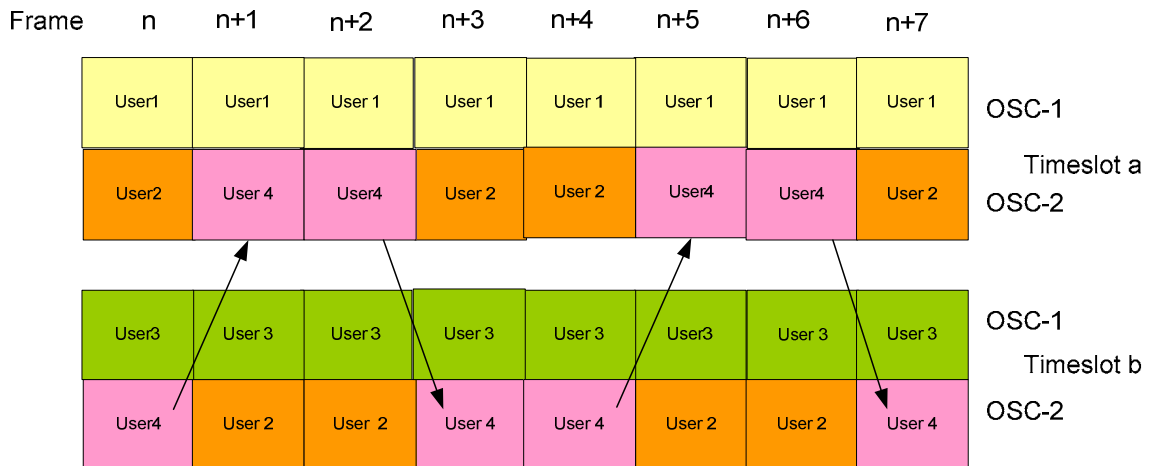 Frame n n+1 n+2 n+3 n+4 n+5 n+6 n+7
User1 User1 User 1 User 1 User 1 User 1 User 1 User 1 OSC-1
Timeslot a
User2 User 4 User4 User 2 User 2 User4 User4 User 2 OSC-2
User3 User 3 User3 User 3 User 3 User3 User 3 User 3 OSC-1
Timeslot b
User4 User 2 User 2 User 4 User 4 User 2 User 2 User 4 OSC-2